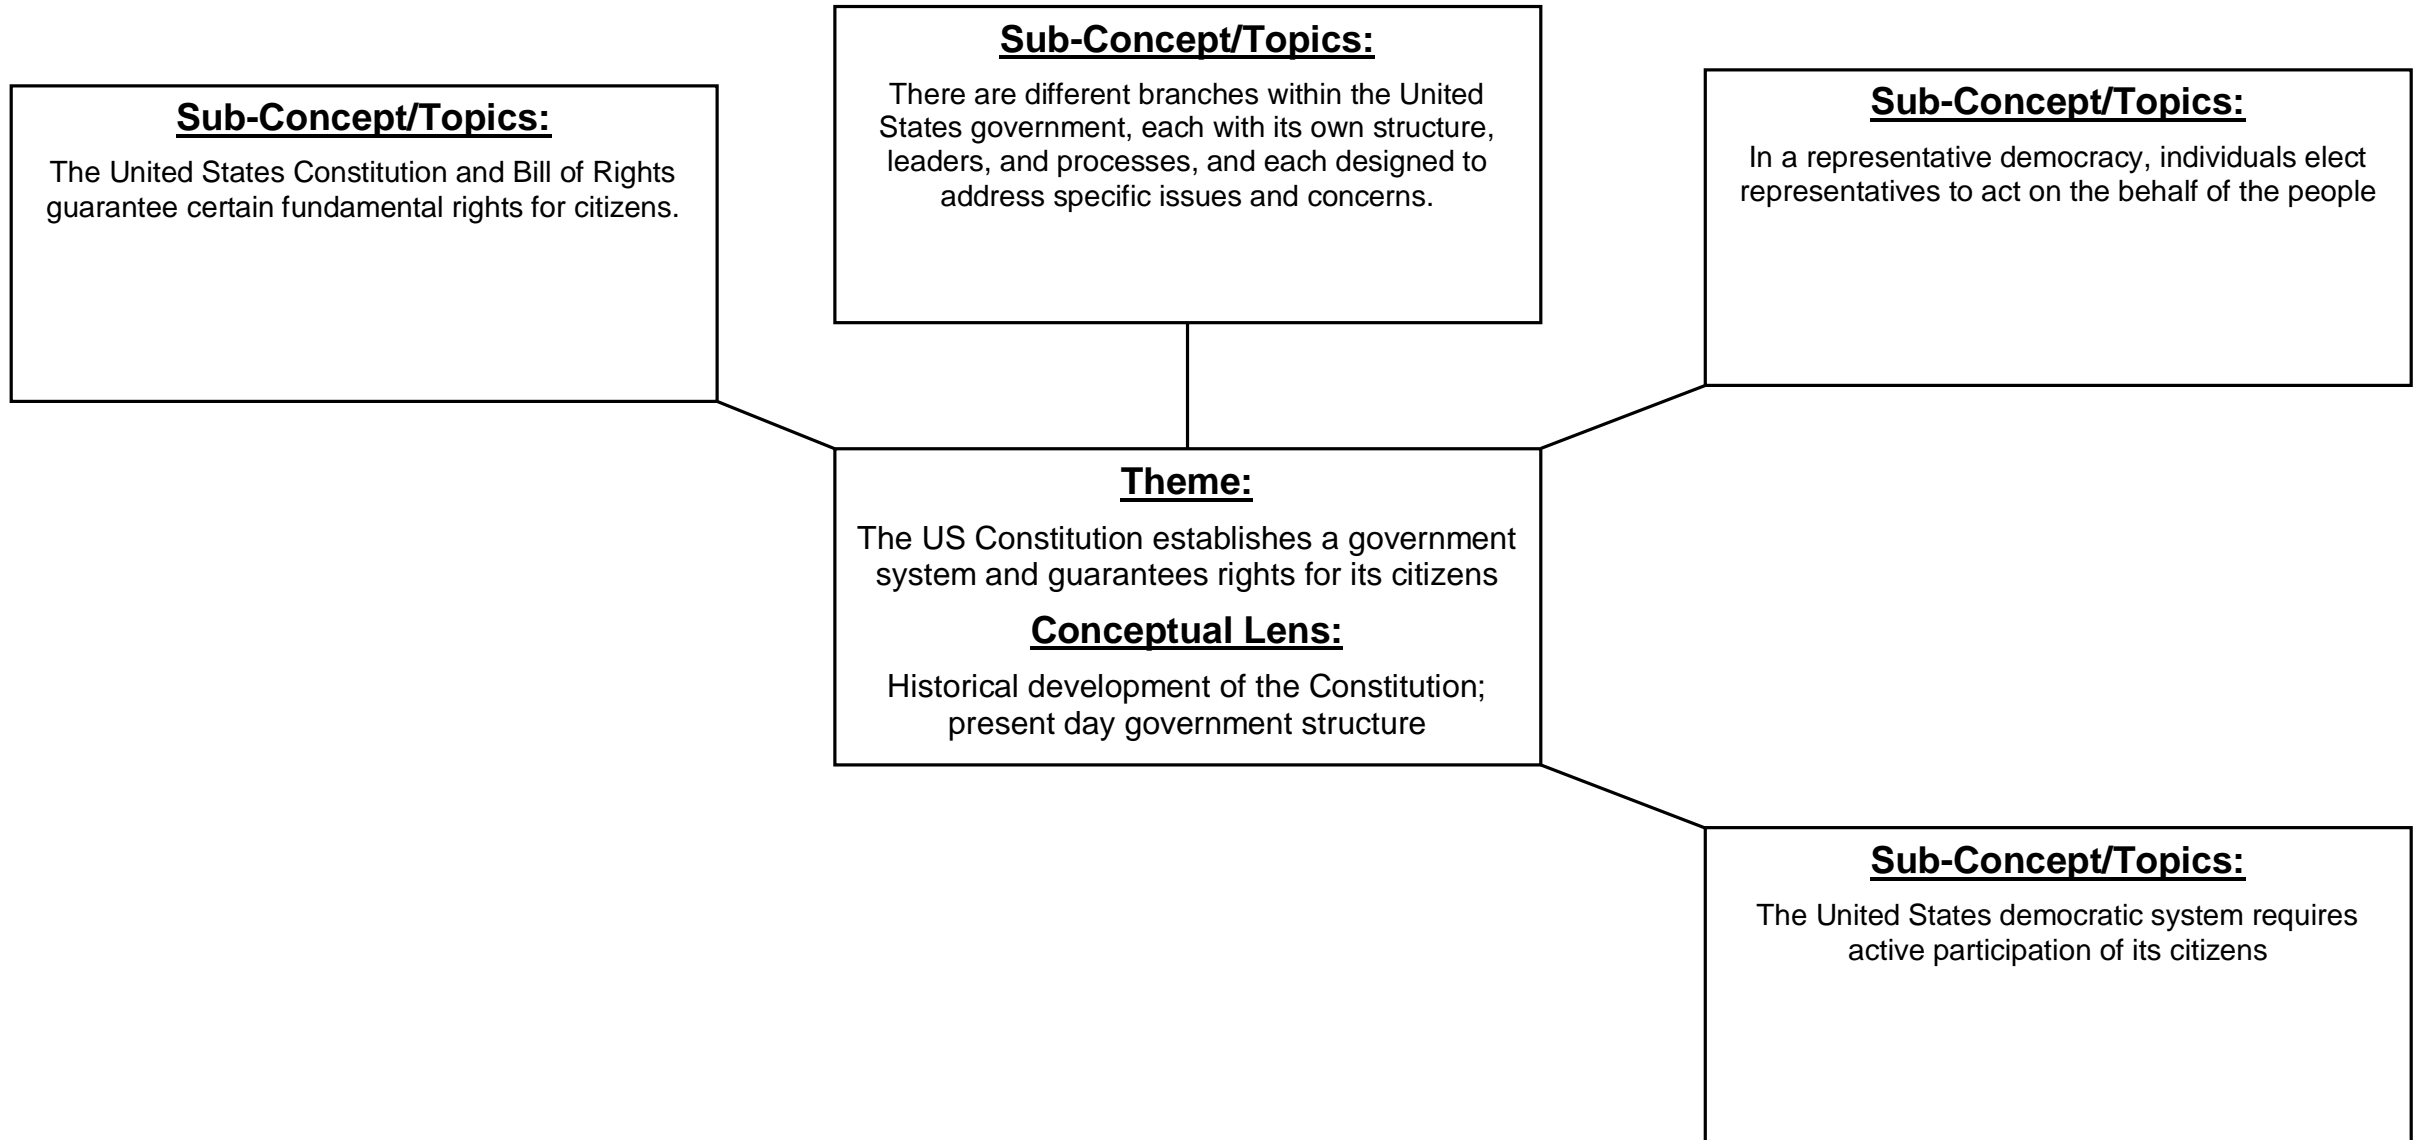 Sub-Concept/Topics:
The United States Constitution and Bill of Rights
guarantee certain fundamental rights for citizens.
Sub-Concept/Topics:
There are different branches within the United
States government, each with its own structure,
leaders, and processes, and each designed to
address specific issues and concerns.
Sub-Concept/Topics:
In a representative democracy, individuals elect
representatives to act on the behalf of the people
Theme:
The US Constitution establishes a government
system and guarantees rights for its citizens
Conceptual Lens:
Historical development of the Constitution;
present day government structure
Sub-Concept/Topics:
The United States democratic system requires
active participation of its citizens